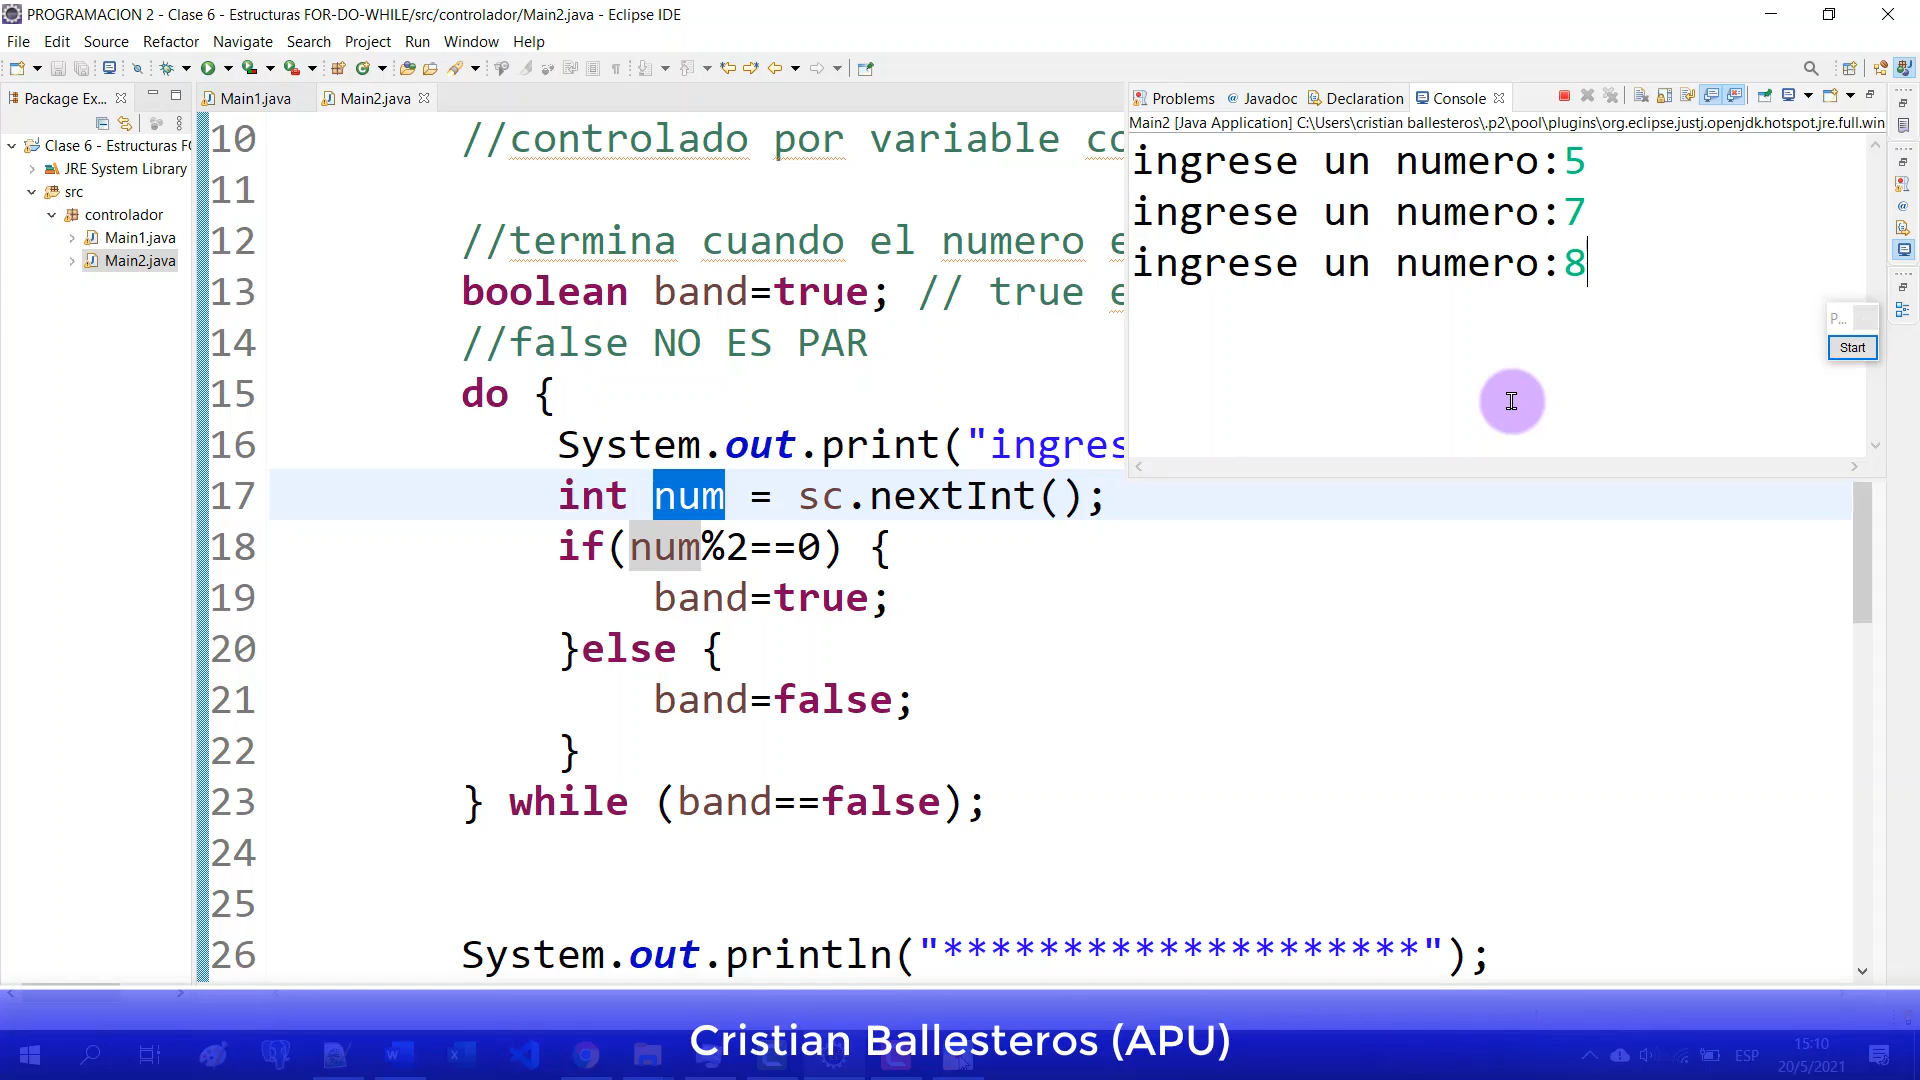 PROGRAMACION 2 - Clase 6 - Estructuras FOR-DO-WHILE/src/controlador/Main2.java - Eclipse IDE
File Edit Source Refactor Navigate Search Project Run Window Help
Package Ex...
Main1.java
Main2.java
Problems
Javadoc
Declaration
Console
Main2 [Java Application] C:\Users\cristian ballesteros\.p2\pool\plugins\org.eclipse.justj.openjdk.hotspot.jre.full.win
Clase 6 - Estructuras F
JRE System Library
src
controlador
Main1.java
Main2.java
10 //controlado por variable co
11
12 //termina cuando el numero e
13 boolean band=true; // true e
14 //false NO ES PAR
15 do {
16 System.out.print("ingres
17 int num = sc.nextInt();
18 if(num%2==0) {
19 band=true;
20 }else {
21 band=false;
22 }
23 } while (band==false);
24
25
26 System.out.println("********************");
ingrese un numero:5
ingrese un numero:7
ingrese un numero:8
P...
Start
Cristian Ballesteros (APU)
ESP
15:10
20/5/2021